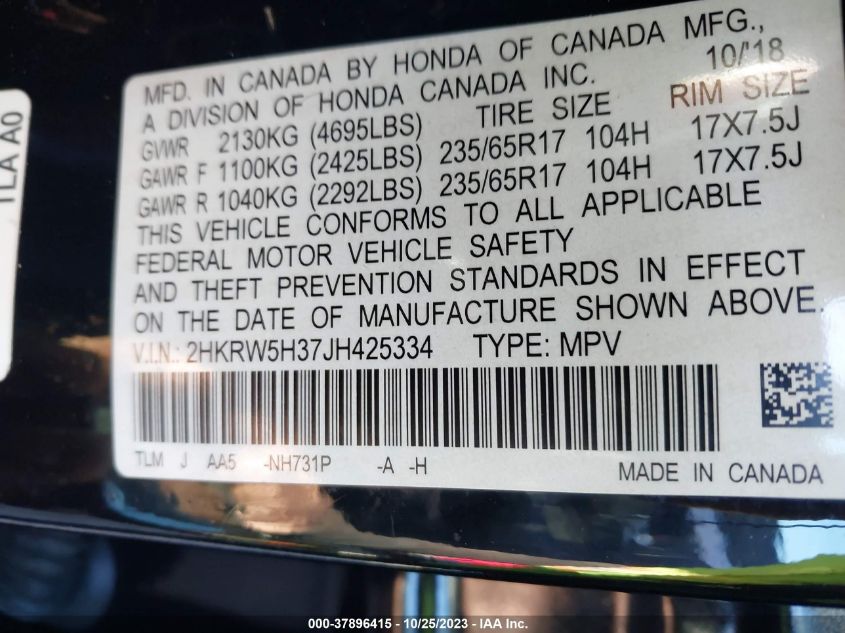 MFD. IN CANADA BY HONDA OF CANADA MFG.,
A DIVISION OF HONDA CANADA INC. 10/'18
TIRE SIZE RIM SIZE
GVWR 2130KG (4695LBS)
GAWR F 1100KG (2425LBS) 235/65R17 104H 17X7.5J
GAWR R 1040KG (2292LBS) 235/65R17 104H 17X7.5J
THIS VEHICLE CONFORMS TO ALL APPLICABLE
FEDERAL MOTOR VEHICLE SAFETY
AND THEFT PREVENTION STANDARDS IN EFFECT
ON THE DATE OF MANUFACTURE SHOWN ABOVE.
V.I.N.: 2HKRW5H37JH425334 TYPE: MPV
TLM J AA5 -NH731P -A -H
MADE IN CANADA
TLA A0
000-37896415 - 10/25/2023 - IAA Inc.